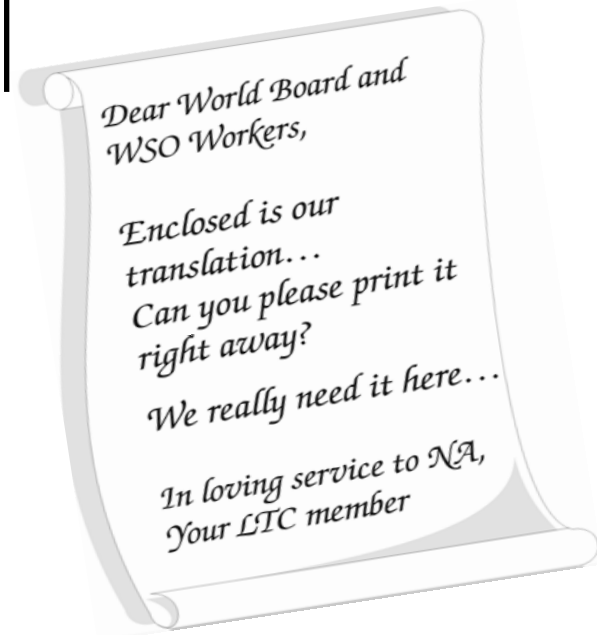 Dear World Board and
WSO Workers,
Enclosed is our
translation...
Can you please print it
right away?
We really need it here...
In loving service to NA,
Your LTC member